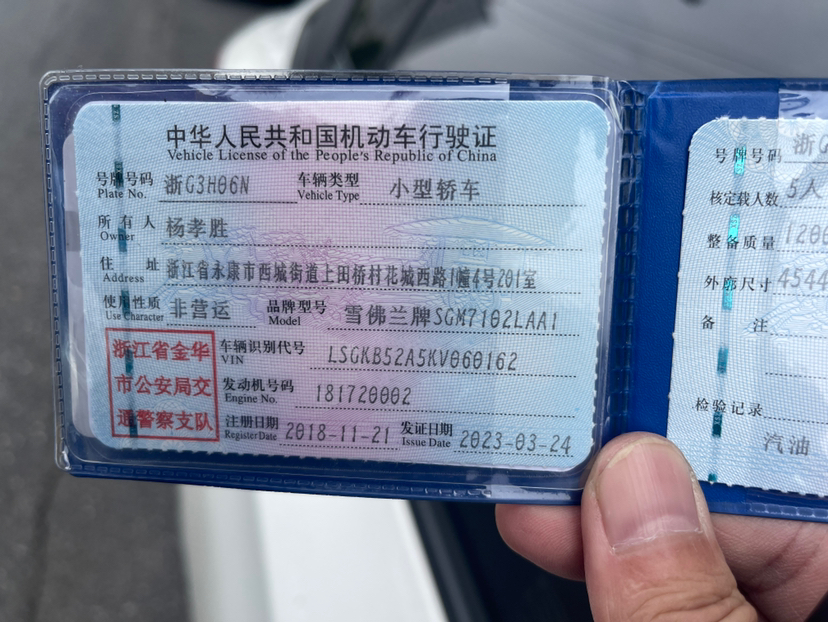 中华人民共和国机动车行驶证
Vehicle License of the People's Republic of China
号牌号码 浙G3H06N 车辆类型 小型轿车
Plate No. Vehicle Type
所有人 杨孝胜
Owner
住址 浙江省永康市西城街道上田桥村花城西路1幢4号201室
Address
使用性质 非营运 品牌型号 雪佛兰牌SGM7102LAA1
Use Character Model
浙江省金华
市公安局交
通警察支队
车辆识别代号 LSGKB52A5KV060162
VIN
发动机号码 181720002
Engine No.
注册日期 2018-11-21 发证日期 2023-03-24
Register Date Issue Date
号牌号码 浙G
核定载人数 5人
整备质量 1200
外廓尺寸 4544
备注
检验记录
汽油